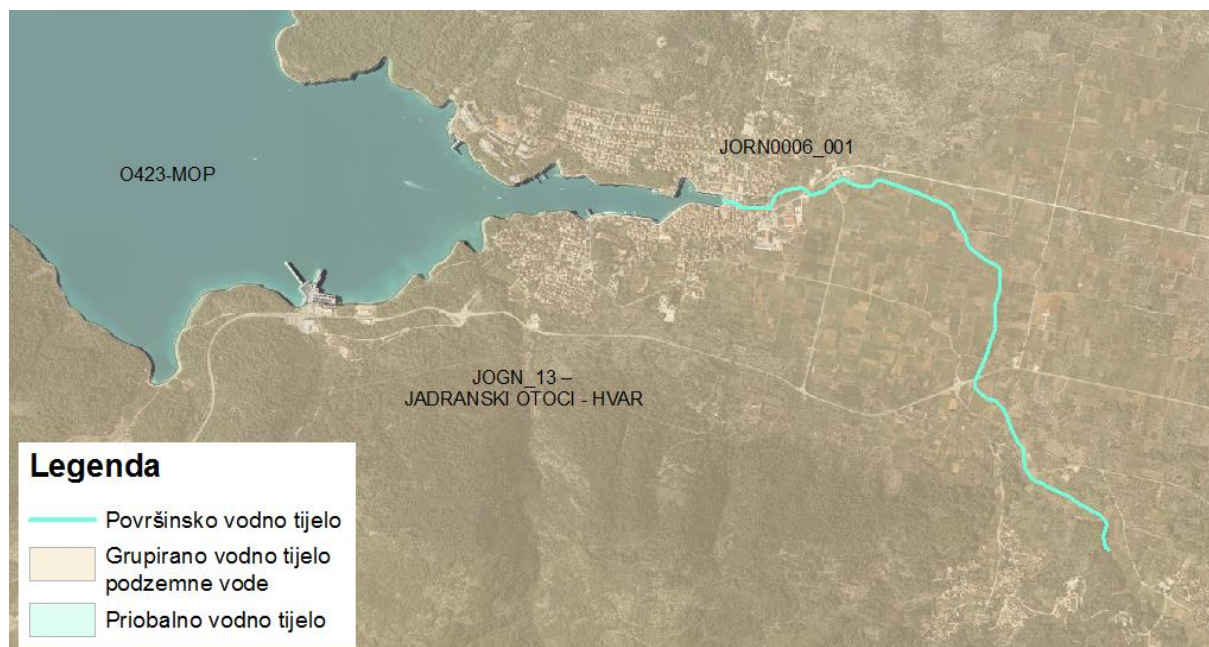 JORN0006_001
O423-MOP
JOGN_13 –
JADRANSKI OTOCI - HVAR
Legenda
Površinsko vodno tijelo
Grupirano vodno tijelo
podzemne vode
Priobalno vodno tijelo